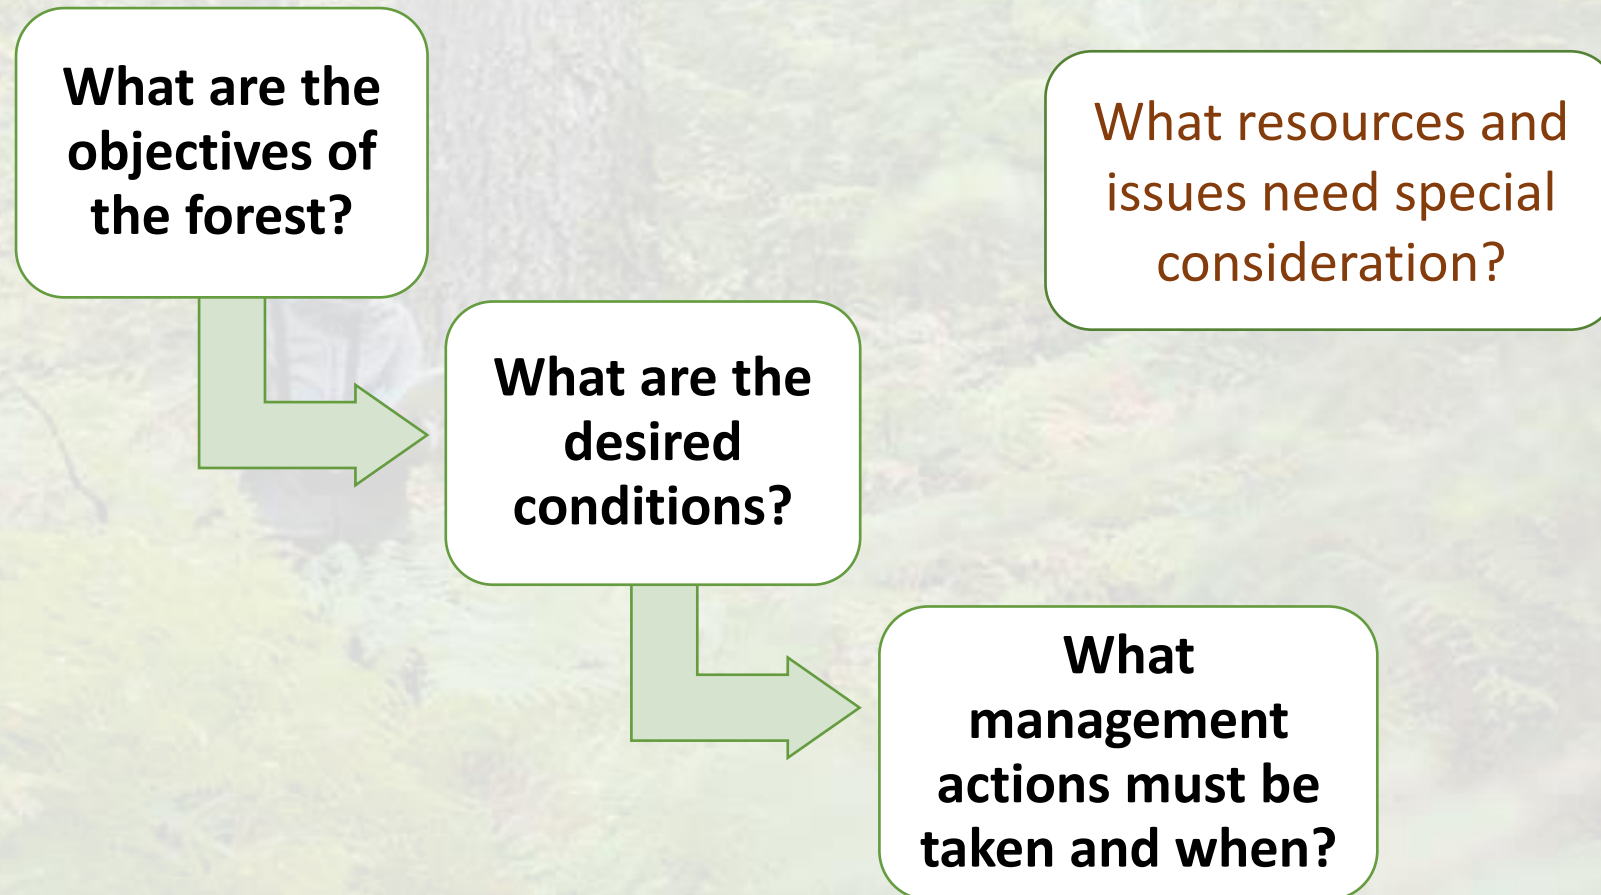 What are the
objectives of
the forest?
What resources and
issues need special
consideration?
What are the
desired
conditions?
What
management
actions must be
taken and when?